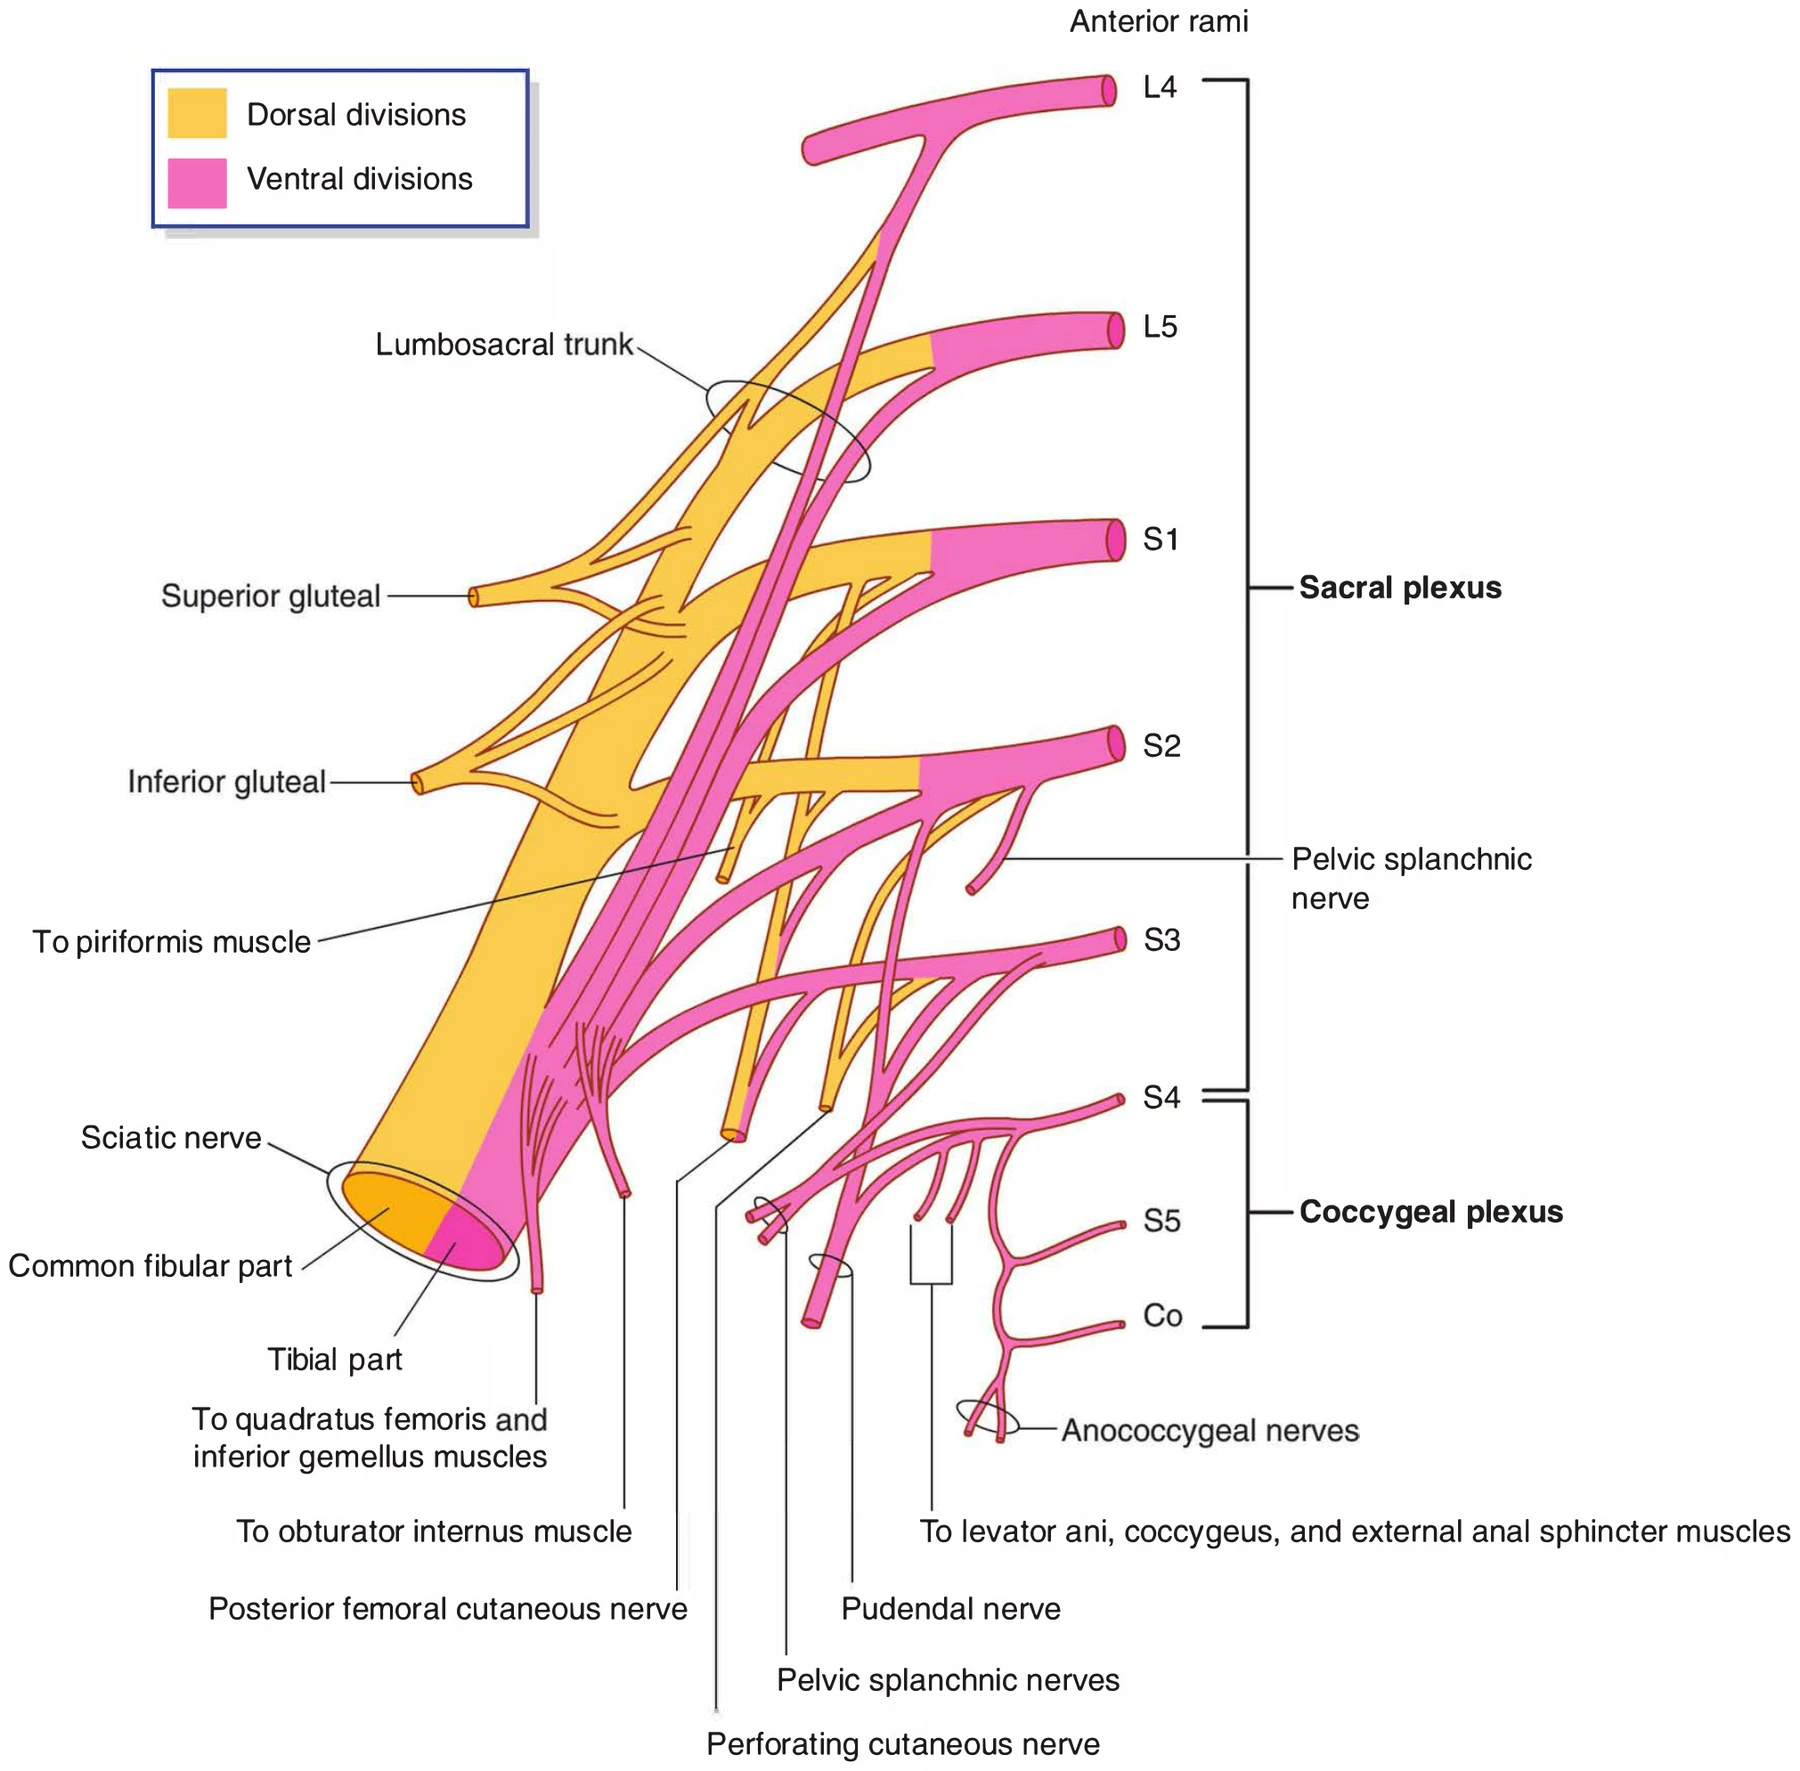 Anterior rami
Dorsal divisions
Ventral divisions
L4
L5
Lumbosacral trunk
S1
Sacral plexus
Superior gluteal
S2
Inferior gluteal
Pelvic splanchnic
nerve
To piriformis muscle
S3
S4
Sciatic nerve
S5
Coccygeal plexus
Common fibular part
Co
Tibial part
To quadratus femoris and
inferior gemellus muscles
Anococcygeal nerves
To obturator internus muscle
To levator ani, coccygeus, and external anal sphincter muscles
Posterior femoral cutaneous nerve
Pudendal nerve
Pelvic splanchnic nerves
Perforating cutaneous nerve